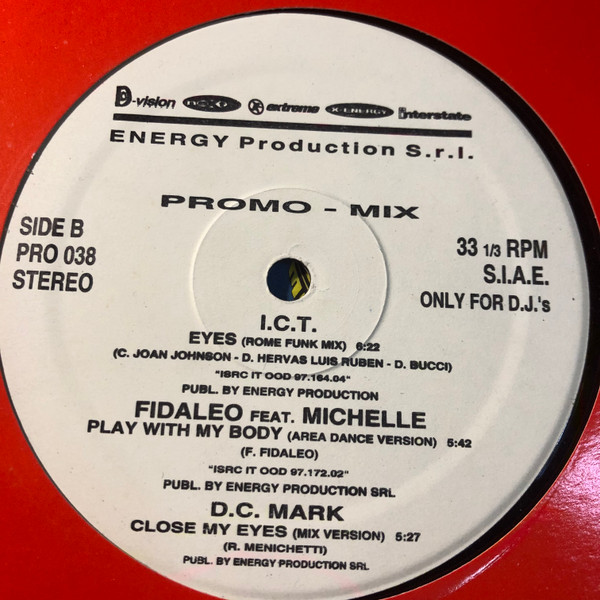 D-vision next extreme X-ENERGY interstate
ENERGY Production S.r.l.
PROMO - MIX
SIDE B
PRO 038
STEREO
33 1/3 RPM
S.I.A.E.
ONLY FOR D.J.'s
I.C.T.
EYES (ROME FUNK MIX) 6:22
(C. JOAN JOHNSON - D. HERVAS LUIS RUBEN - D. BUCCI)
"ISRC IT OOD 97.164.04"
PUBL. BY ENERGY PRODUCTION
FIDALEO FEAT. MICHELLE
PLAY WITH MY BODY (AREA DANCE VERSION) 5:42
(F. FIDALEO)
"ISRC IT OOD 97.172.02"
PUBL. BY ENERGY PRODUCTION SRL
D.C. MARK
CLOSE MY EYES (MIX VERSION) 5:27
(R. MENICHETTI)
PUBL. BY ENERGY PRODUCTION SRL